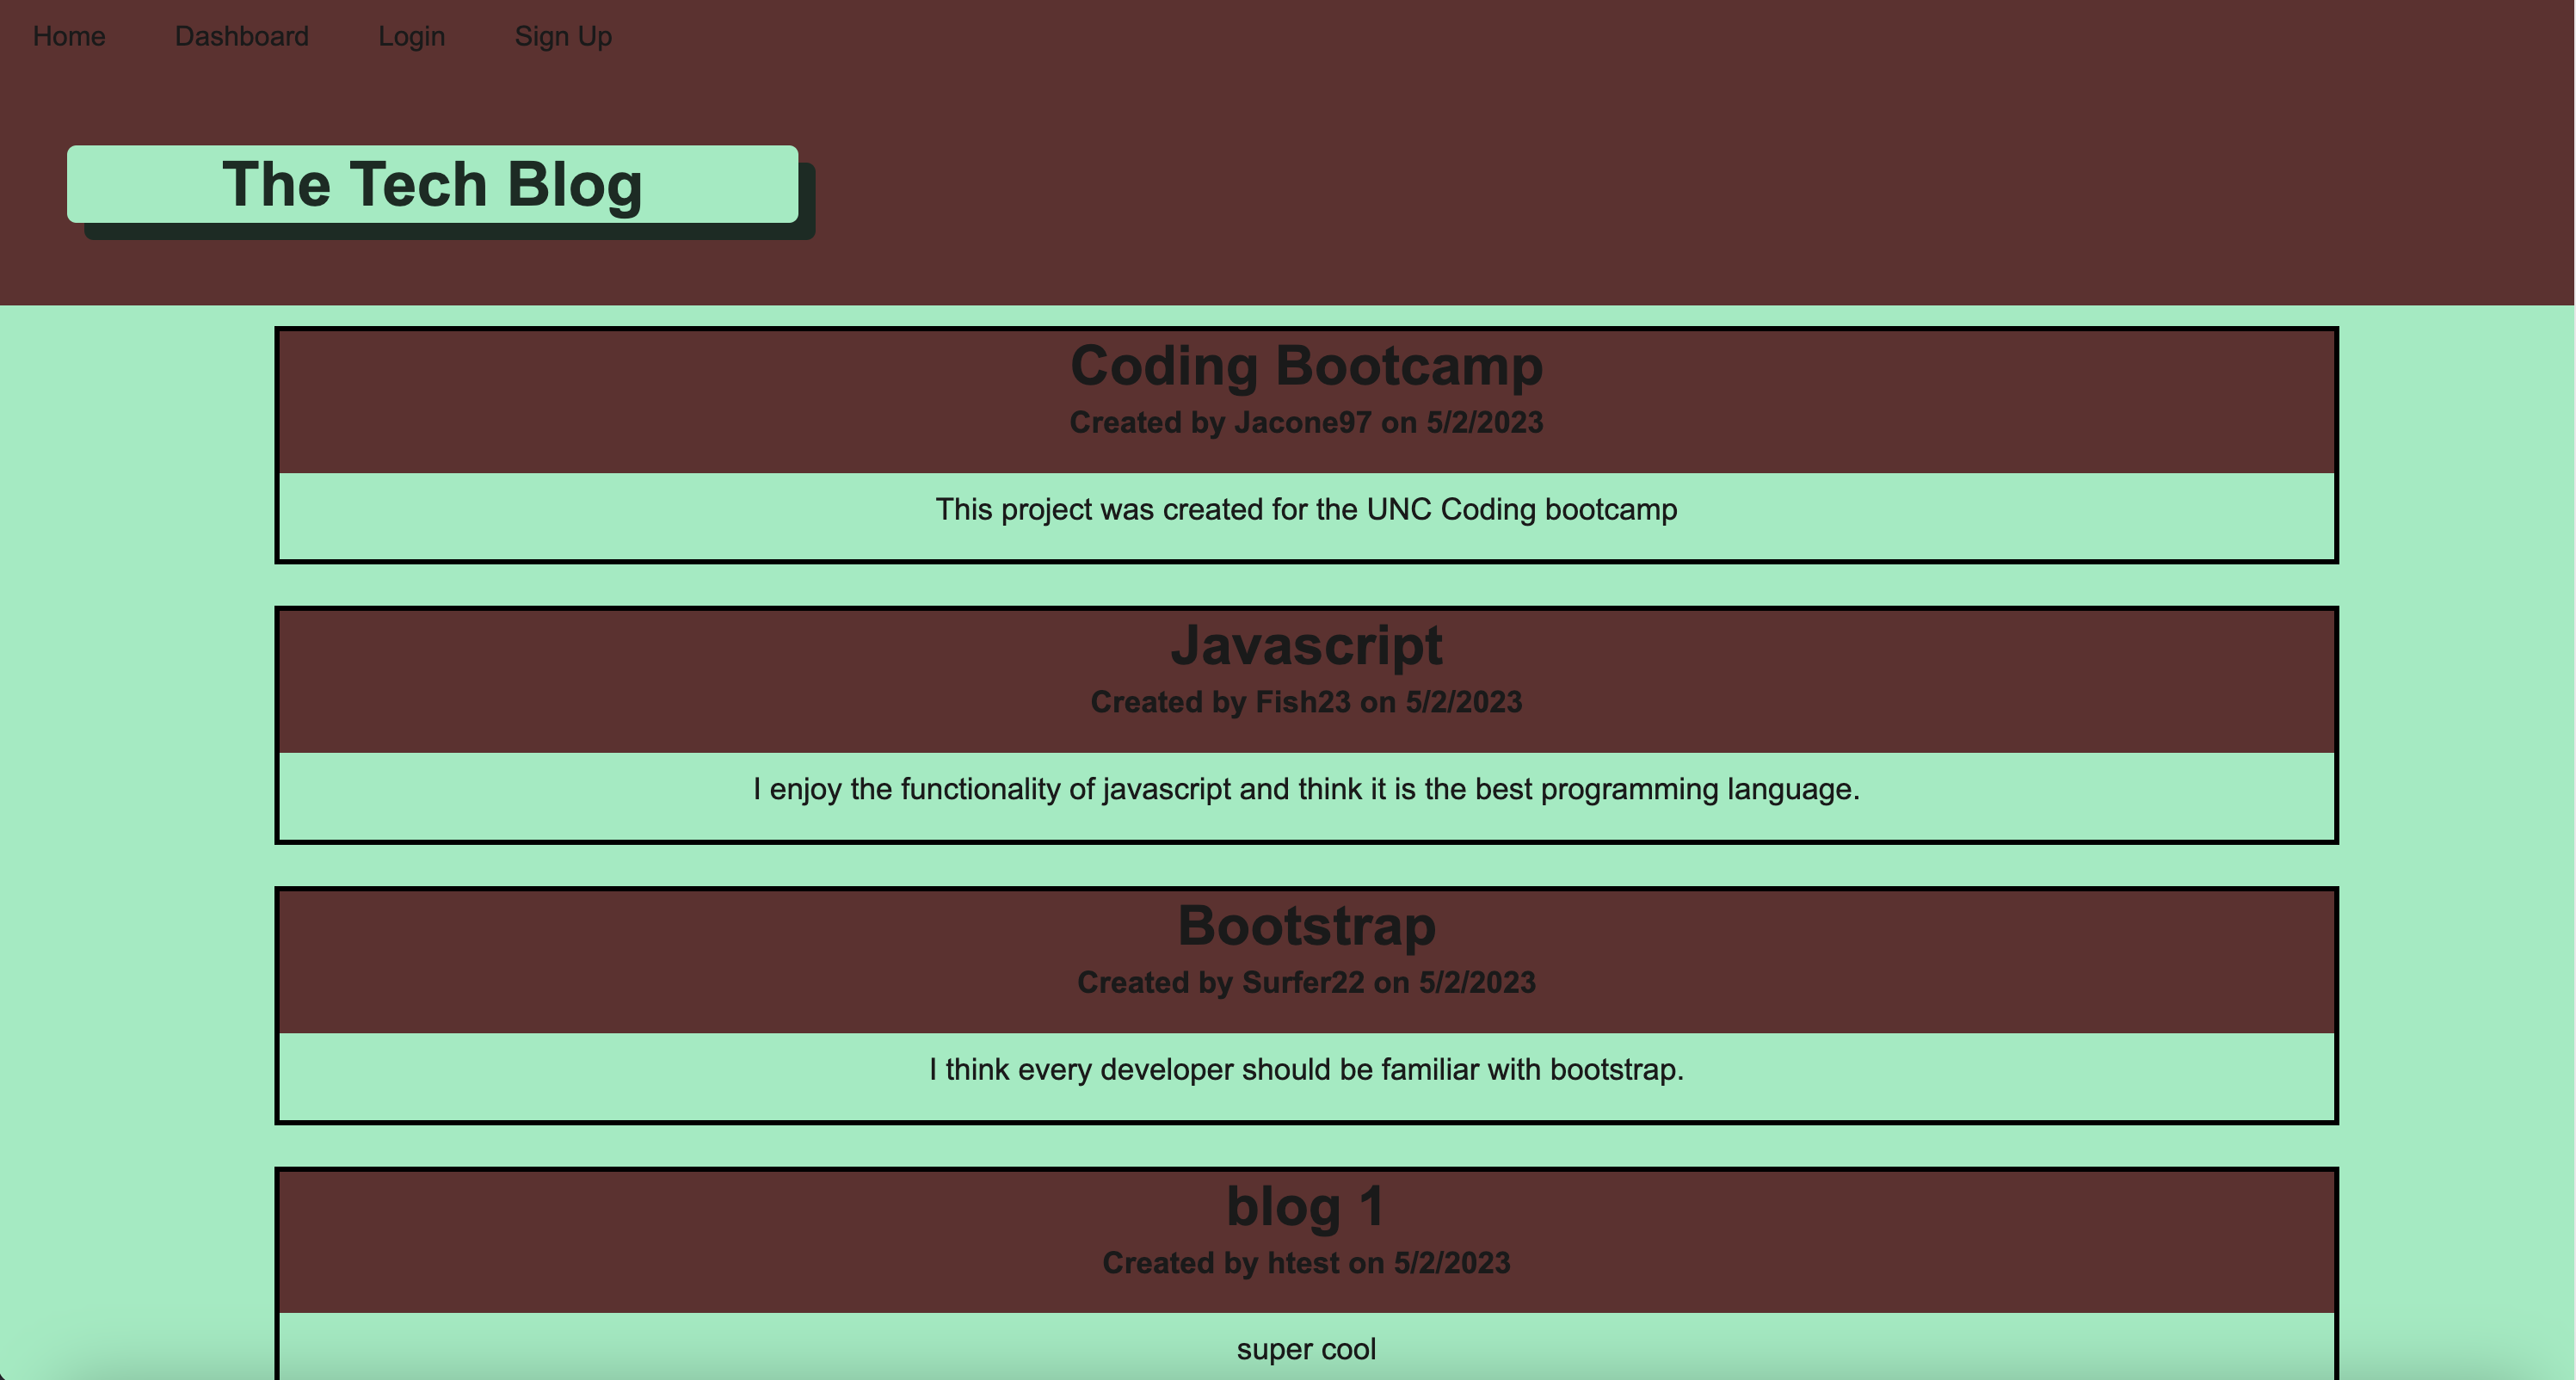 Home Dashboard Login Sign Up
The Tech Blog
Coding Bootcamp
Created by Jacone97 on 5/2/2023
This project was created for the UNC Coding bootcamp
Javascript
Created by Fish23 on 5/2/2023
I enjoy the functionality of javascript and think it is the best programming language.
Bootstrap
Created by Surfer22 on 5/2/2023
I think every developer should be familiar with bootstrap.
blog 1
Created by htest on 5/2/2023
super cool